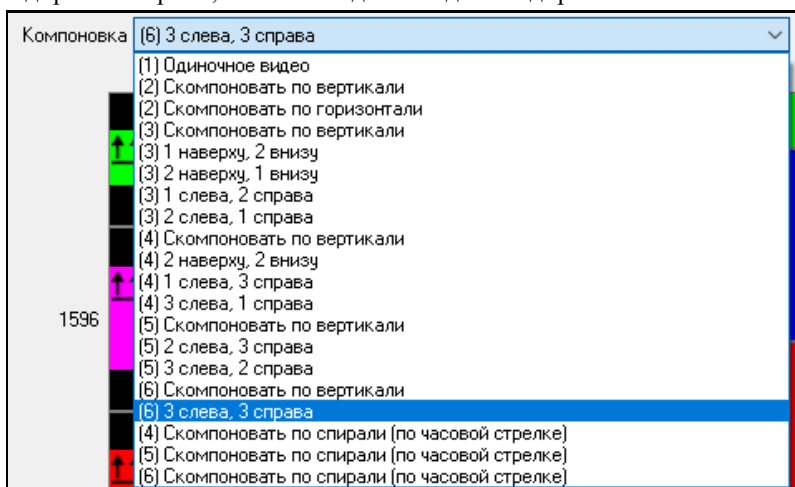 Компоновка (6) 3 слева, 3 справа
(1) Одиночное видео
(2) Скомпоновать по вертикали
(2) Скомпоновать по горизонтали
(3) Скомпоновать по вертикали
(3) 1 наверху, 2 внизу
(3) 2 наверху, 1 внизу
(3) 1 слева, 2 справа
(3) 2 слева, 1 справа
(4) Скомпоновать по вертикали
(4) 2 наверху, 2 внизу
(4) 1 слева, 3 справа
(4) 3 слева, 1 справа
1596
(5) Скомпоновать по вертикали
(5) 2 слева, 3 справа
(5) 3 слева, 2 справа
(6) Скомпоновать по вертикали
(6) 3 слева, 3 справа
(4) Скомпоновать по спирали (по часовой стрелке)
(5) Скомпоновать по спирали (по часовой стрелке)
(6) Скомпоновать по спирали (по часовой стрелке)